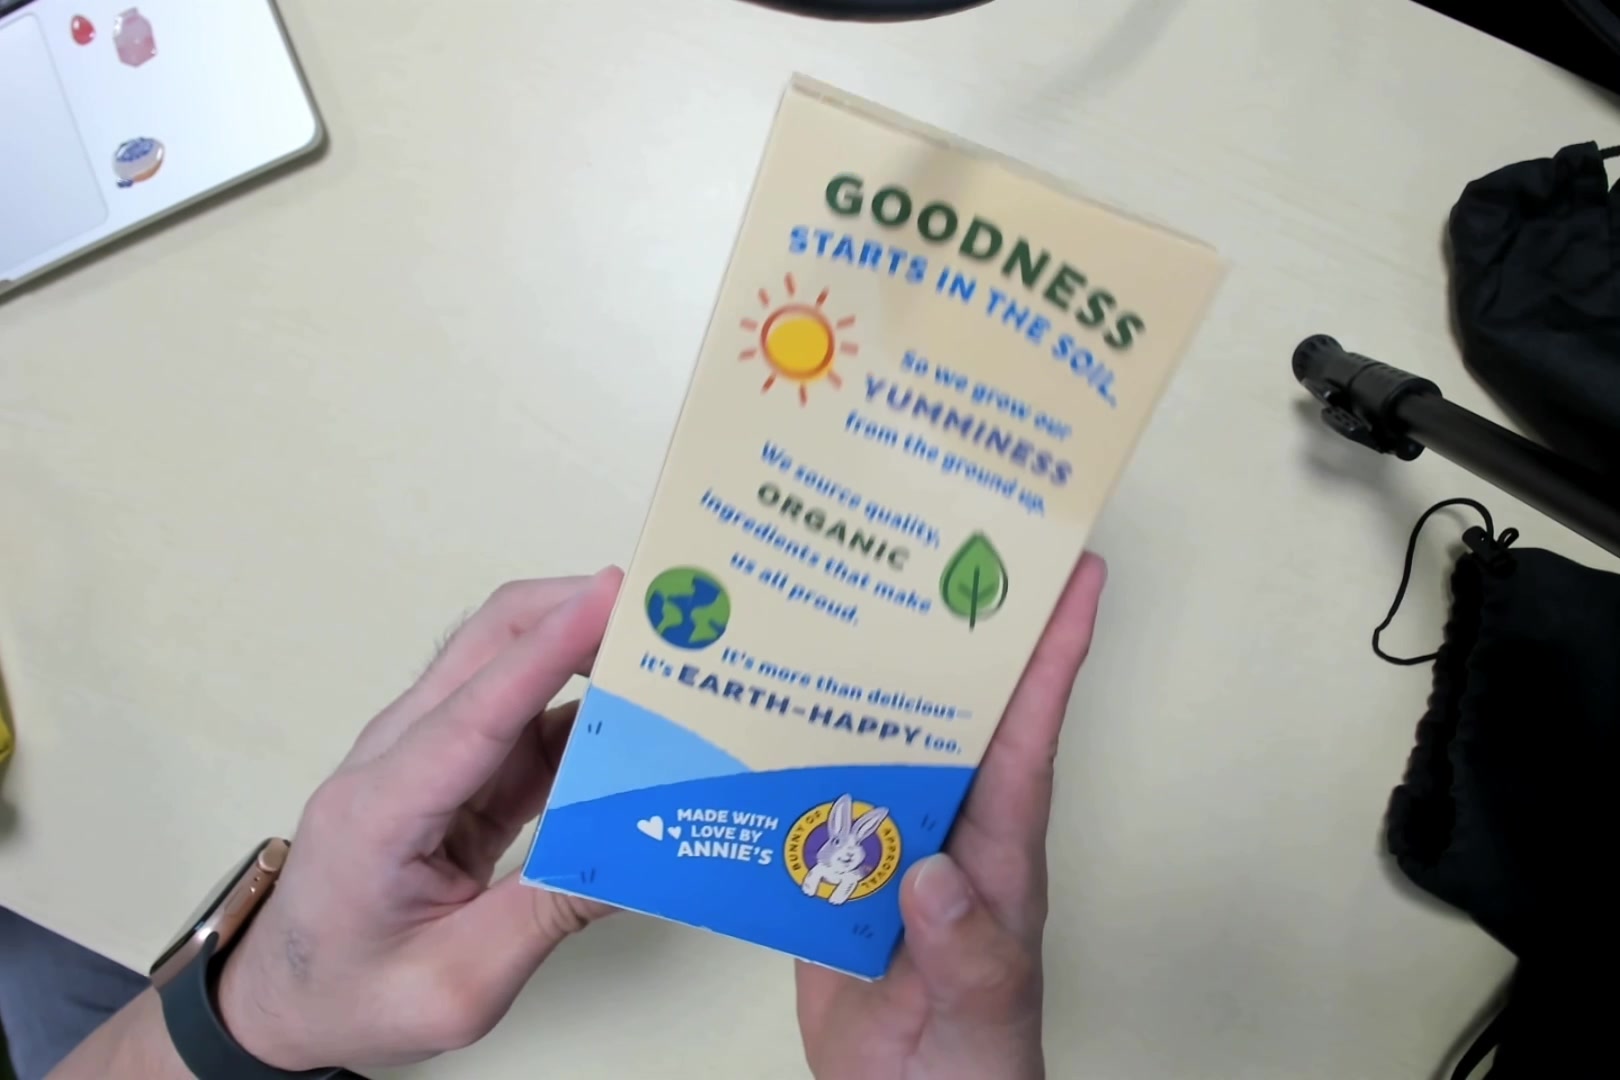 GOODNESS
STARTS IN THE SOIL.
So we grow our
YUMMINESS
from the ground up.
We source quality,
ORGANIC
ingredients that make
us all proud.
It's more than delicious—
it's EARTH-HAPPY too.
MADE WITH
LOVE BY
ANNIE'S
BUNNY OF APPROVAL